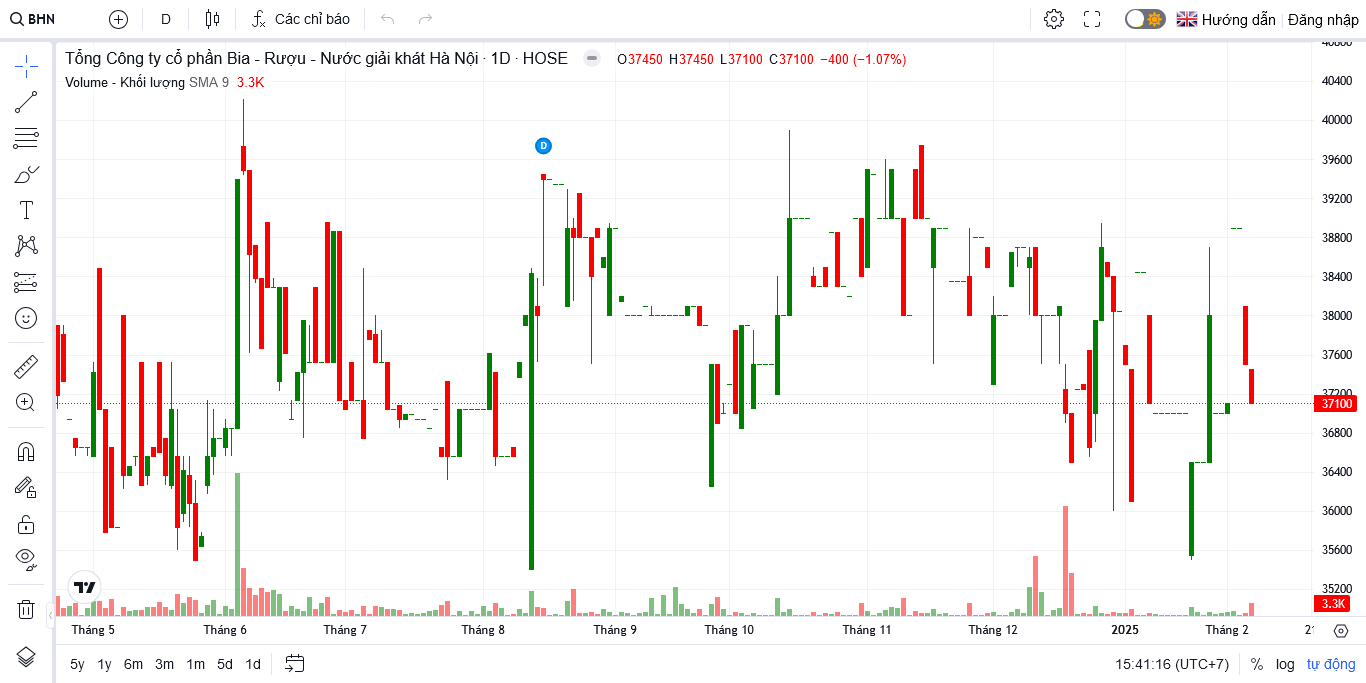 BHN D Các chỉ báo Hướng dẫn Đăng nhập
Tổng Công ty cổ phần Bia - Rượu - Nước giải khát Hà Nội · 1D · HOSE O37450 H37450 L37100 C37100 −400 (−1.07%)
Volume - Khối lượng SMA 9 3.3K
D
40800
40400
40000
39600
39200
38800
38400
38000
37600
37200
37100
36800
36400
36000
35600
35200
3.3K
Tháng 5 Tháng 6 Tháng 7 Tháng 8 Tháng 9 Tháng 10 Tháng 11 Tháng 12 2025 Tháng 2
5y 1y 6m 3m 1m 5d 1d 15:41:16 (UTC+7) % log tự động